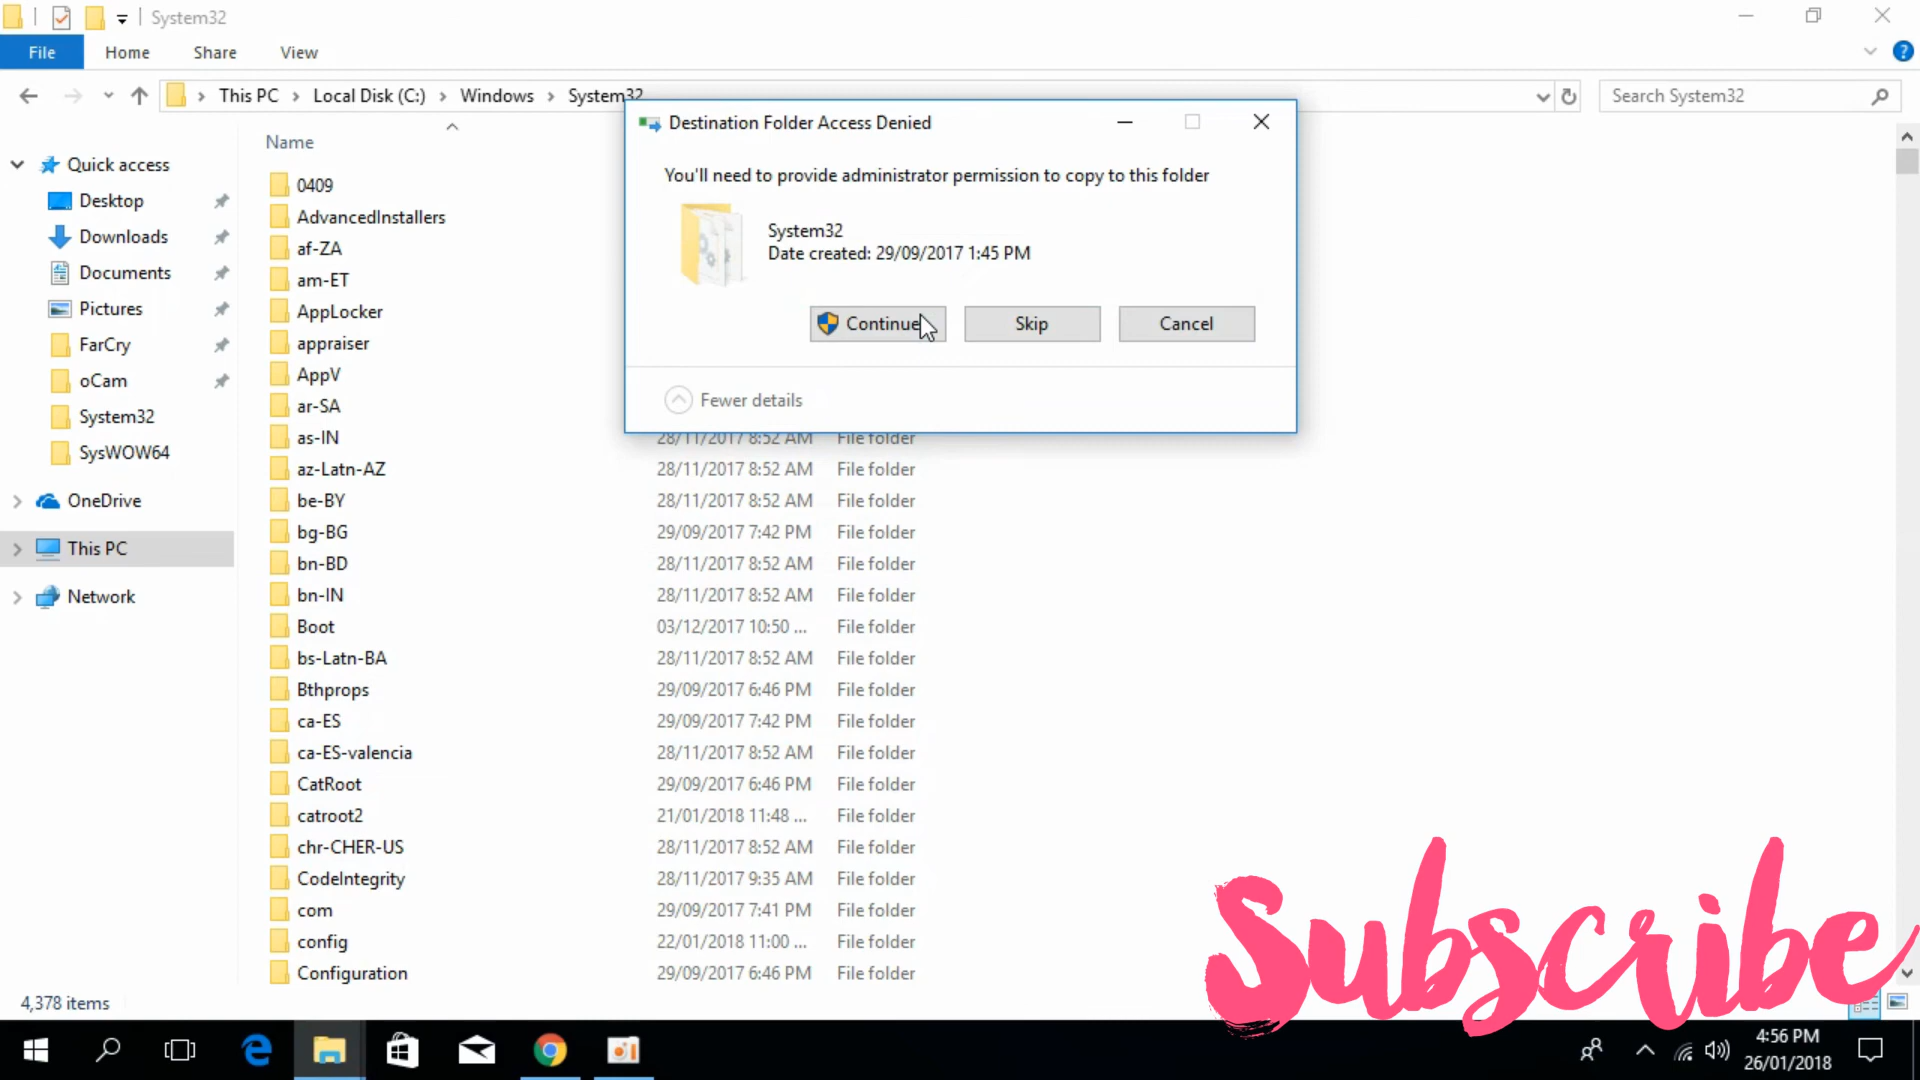 System32
File Home Share View
This PC Local Disk (C:) Windows System32
Search System32
Destination Folder Access Denied
You'll need to provide administrator permission to copy to this folder
System32
Date created: 29/09/2017 1:45 PM
Continue Skip Cancel
Fewer details
Quick access
Desktop
Downloads
Documents
Pictures
FarCry
oCam
System32
SysWOW64
OneDrive
This PC
Network
Name
0409
AdvancedInstallers
af-ZA
am-ET
AppLocker
appraiser
AppV
ar-SA
as-IN 28/11/2017 8:52 AM File folder
az-Latn-AZ 28/11/2017 8:52 AM File folder
be-BY 28/11/2017 8:52 AM File folder
bg-BG 29/09/2017 7:42 PM File folder
bn-BD 28/11/2017 8:52 AM File folder
bn-IN 28/11/2017 8:52 AM File folder
Boot 03/12/2017 10:50 ... File folder
bs-Latn-BA 28/11/2017 8:52 AM File folder
Bthprops 29/09/2017 6:46 PM File folder
ca-ES 29/09/2017 7:42 PM File folder
ca-ES-valencia 28/11/2017 8:52 AM File folder
CatRoot 29/09/2017 6:46 PM File folder
catroot2 21/01/2018 11:48 ... File folder
chr-CHER-US 28/11/2017 8:52 AM File folder
CodeIntegrity 28/11/2017 9:35 AM File folder
com 29/09/2017 7:41 PM File folder
config 22/01/2018 11:00 ... File folder
Configuration 29/09/2017 6:46 PM File folder
Subscribe
4,378 items
4:56 PM
26/01/2018